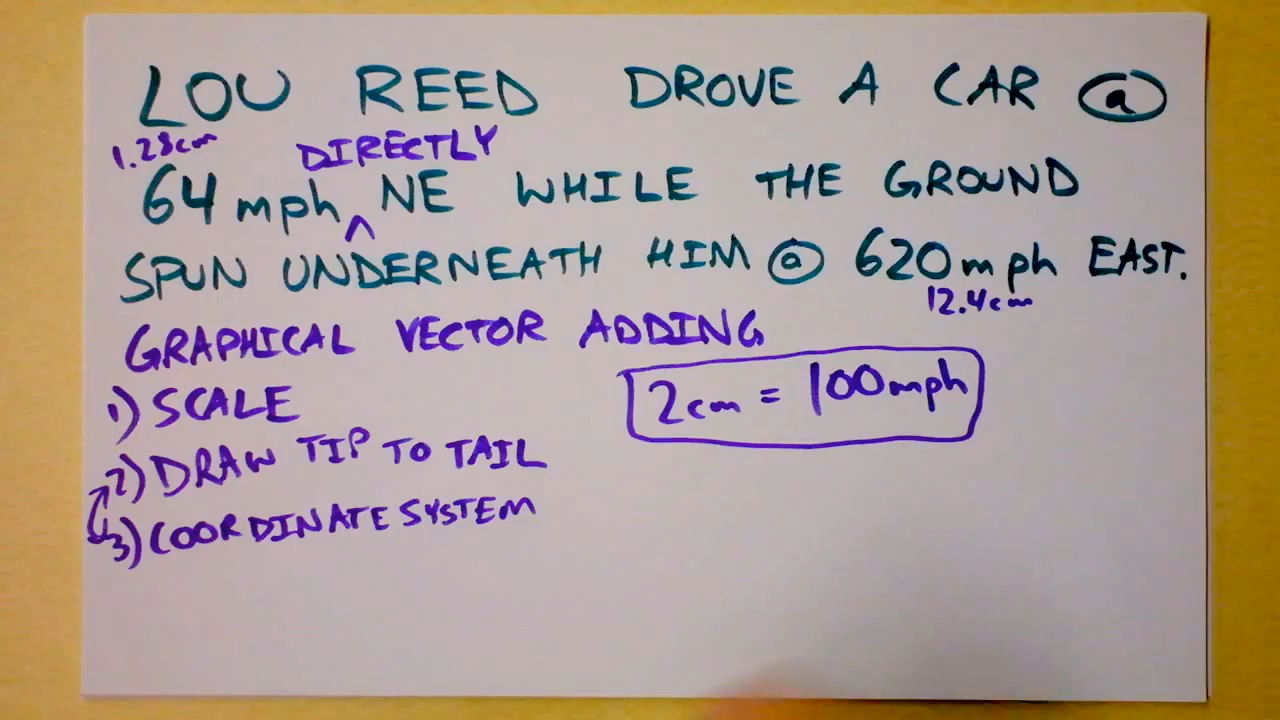 LOU REED DROVE A CAR @
1.28cm DIRECTLY
64 mph ^ NE WHILE THE GROUND
SPUN UNDERNEATH HIM @ 620 mph EAST.
12.4cm
GRAPHICAL VECTOR ADDING
1) SCALE
2cm = 100mph
2) DRAW TIP TO TAIL
3) COORDINATE SYSTEM